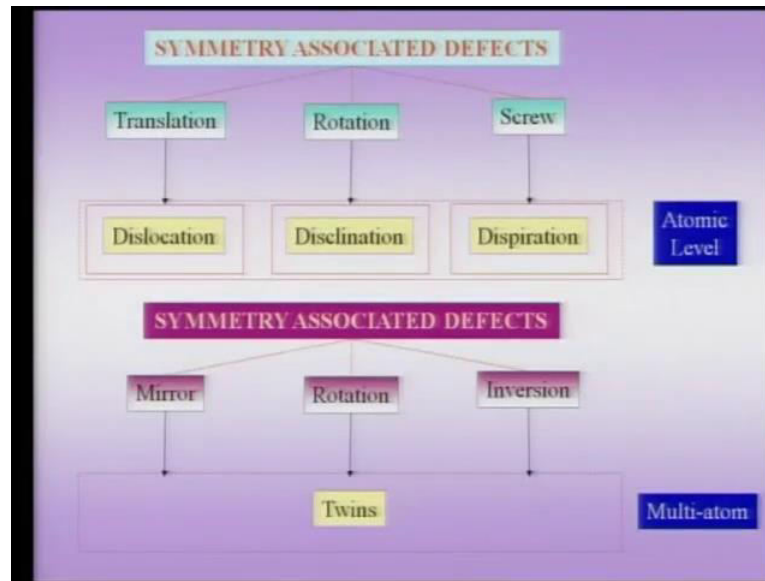 SYMMETRY ASSOCIATED DEFECTS
Translation Rotation Screw
Dislocation Disclination Dispiration
Atomic
Level
SYMMETRY ASSOCIATED DEFECTS
Mirror Rotation Inversion
Twins
Multi-atom